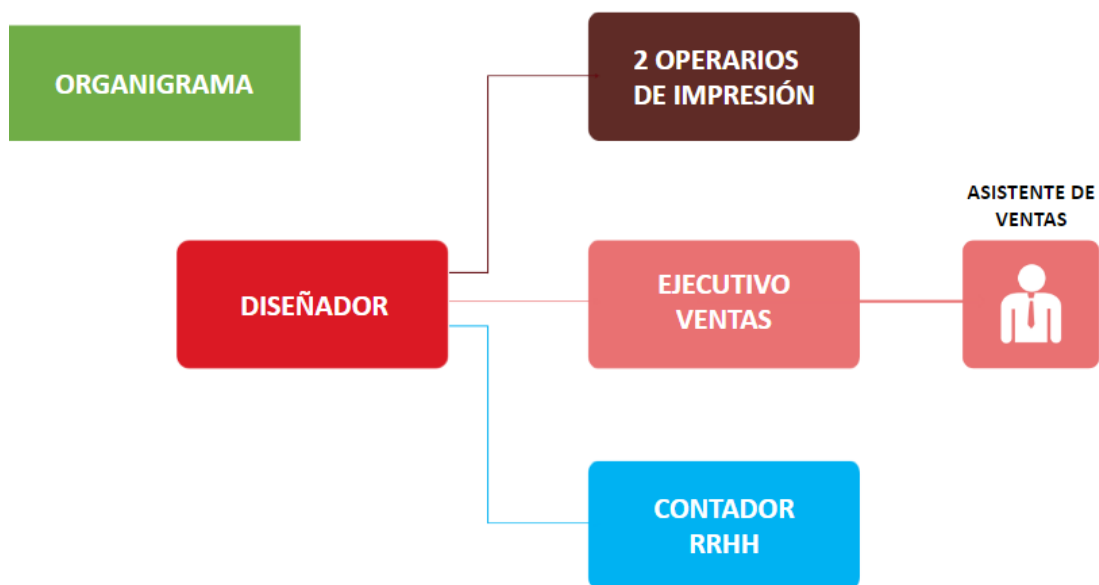 ORGANIGRAMA
2 OPERARIOS
DE IMPRESIÓN
ASISTENTE DE
VENTAS
DISEÑADOR
EJECUTIVO
VENTAS
CONTADOR
RRHH